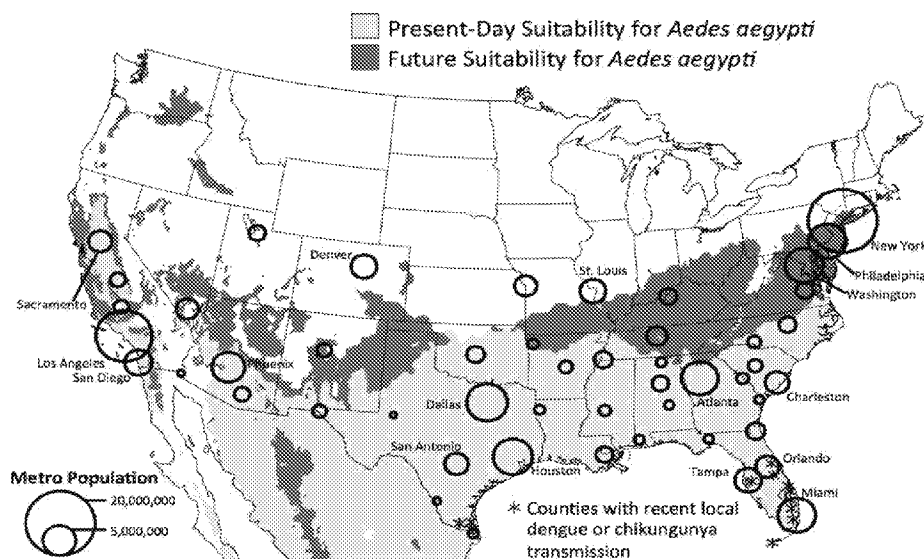 Present-Day Suitability for Aedes aegypti
Future Suitability for Aedes aegypti
Denver
St. Louis
New York
Philadelphia
Washington
Sacramento
Los Angeles
San Diego
Phoenix
Dallas
Atlanta
Charleston
San Antonio
Houston
Tampa
Orlando
Miami
Metro Population
20,000,000
5,000,000
* Counties with recent local
dengue or chikungunya
transmission